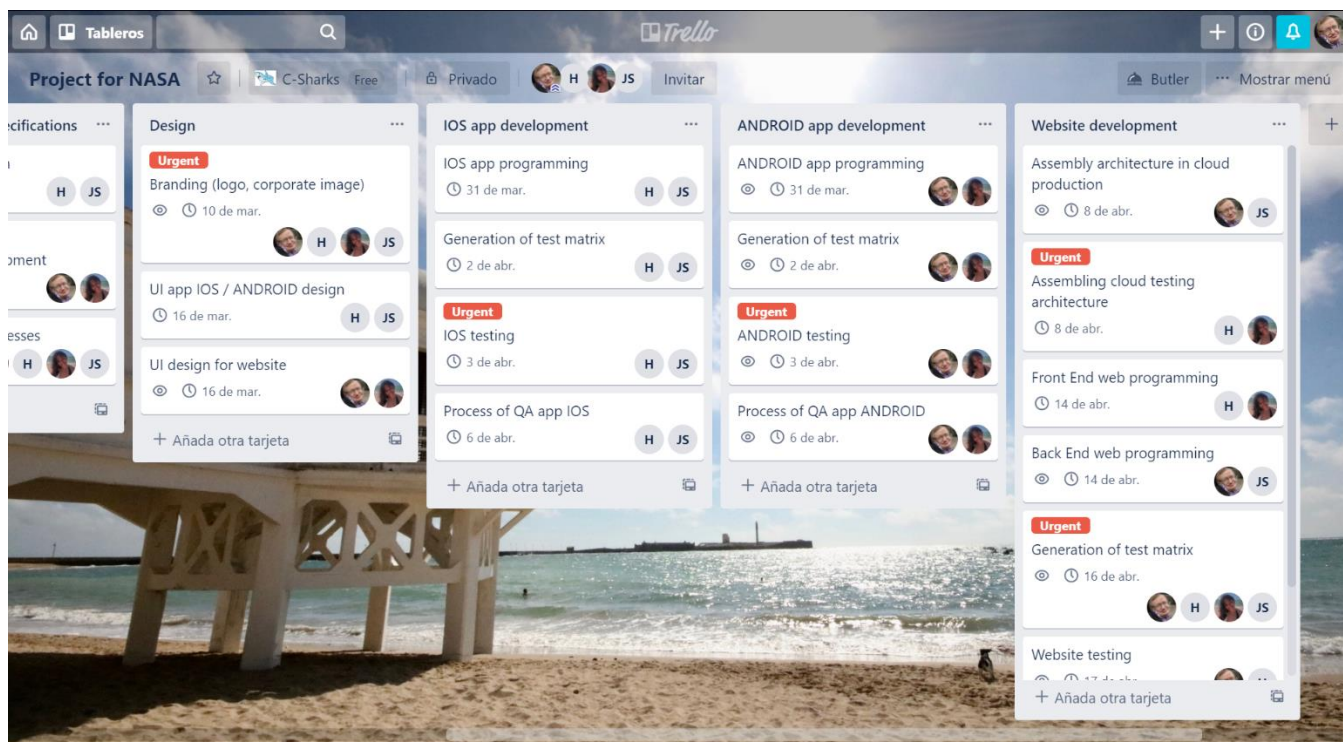 Tableros
Trello
Project for NASA
C-Sharks Free
Privado
H
JS
Invitar
Butler
Mostrar menú
H JS
H JS
Design
Urgent
Branding (logo, corporate image)
10 de mar.
H JS
UI app IOS / ANDROID design
16 de mar.
H JS
UI design for website
16 de mar.
+ Añada otra tarjeta
IOS app development
IOS app programming
31 de mar.
H JS
Generation of test matrix
2 de abr.
H JS
Urgent
IOS testing
3 de abr.
H JS
Process of QA app IOS
6 de abr.
H JS
+ Añada otra tarjeta
ANDROID app development
ANDROID app programming
31 de mar.
Generation of test matrix
2 de abr.
Urgent
ANDROID testing
3 de abr.
Process of QA app ANDROID
6 de abr.
+ Añada otra tarjeta
Website development
Assembly architecture in cloud
production
8 de abr.
JS
Urgent
Assembling cloud testing
architecture
8 de abr.
H
Front End web programming
14 de abr.
H
Back End web programming
14 de abr.
JS
Urgent
Generation of test matrix
16 de abr.
H JS
Website testing
+ Añada otra tarjeta